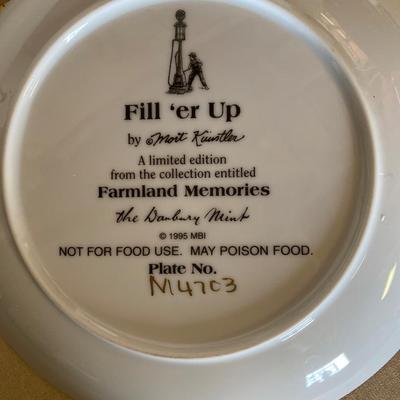 Fill 'er Up
by © Mort Künstler
A limited edition
from the collection entitled
Farmland Memories
the Danbury Mint
© 1995 MBI
NOT FOR FOOD USE. MAY POISON FOOD.
Plate No.
M4703